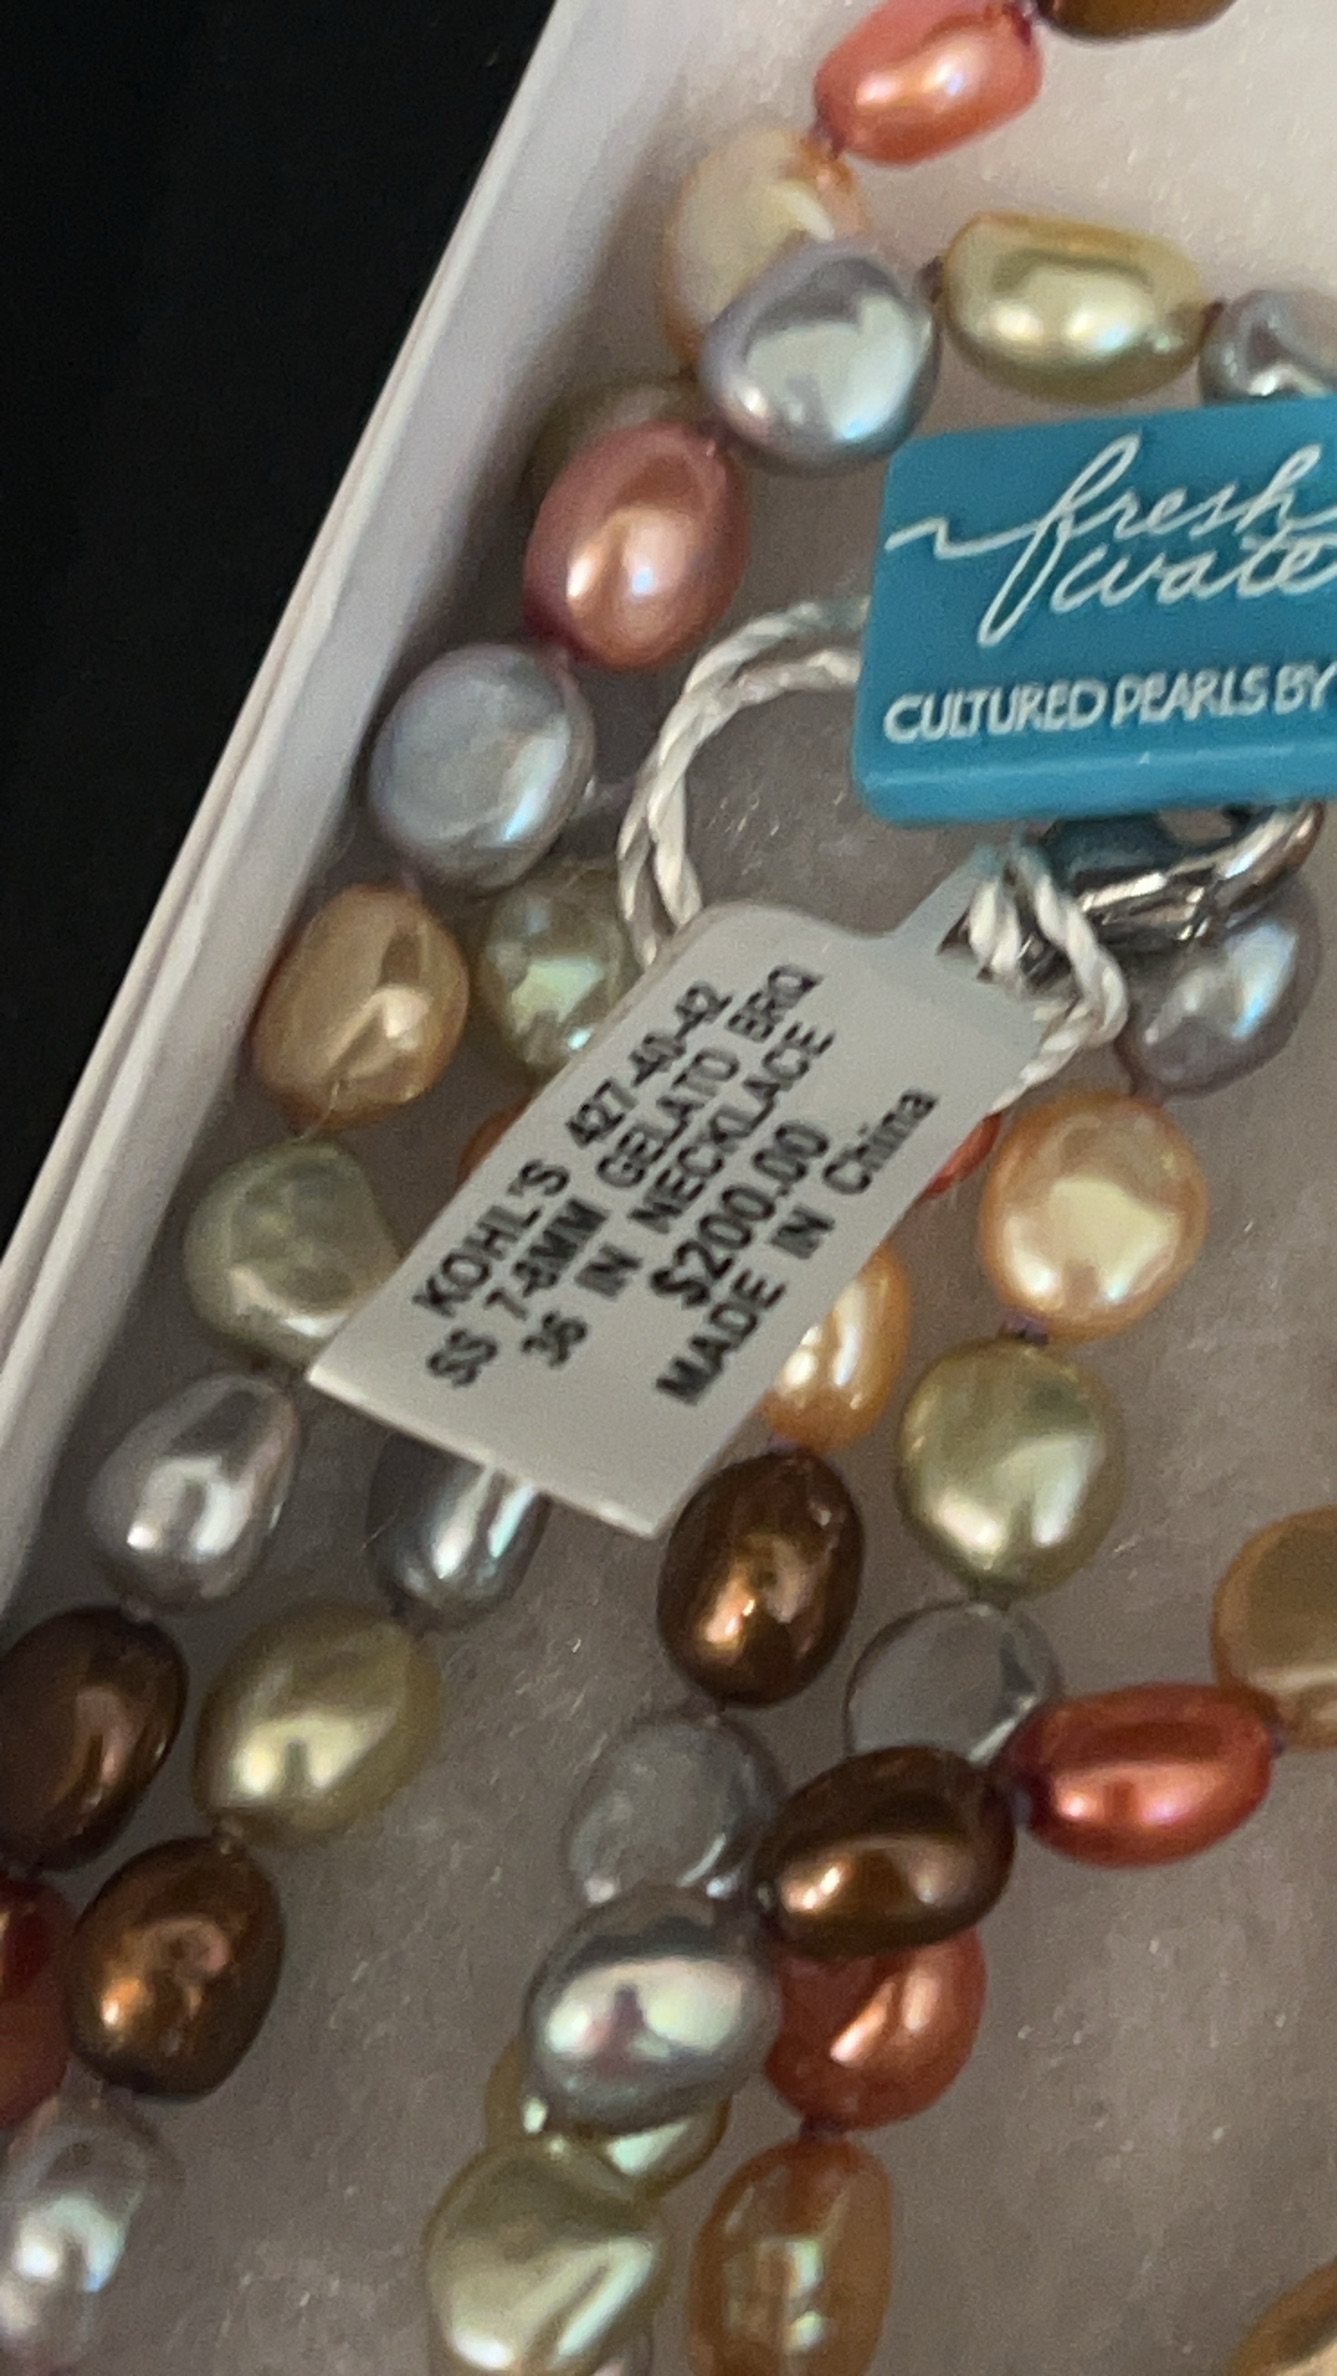 fresh
water
CULTURED PEARLS BY
KOHL'S 427-40-42
SS 7-8MM GELATO BRQ
36 IN NECKLACE
$200.00
MADE IN China